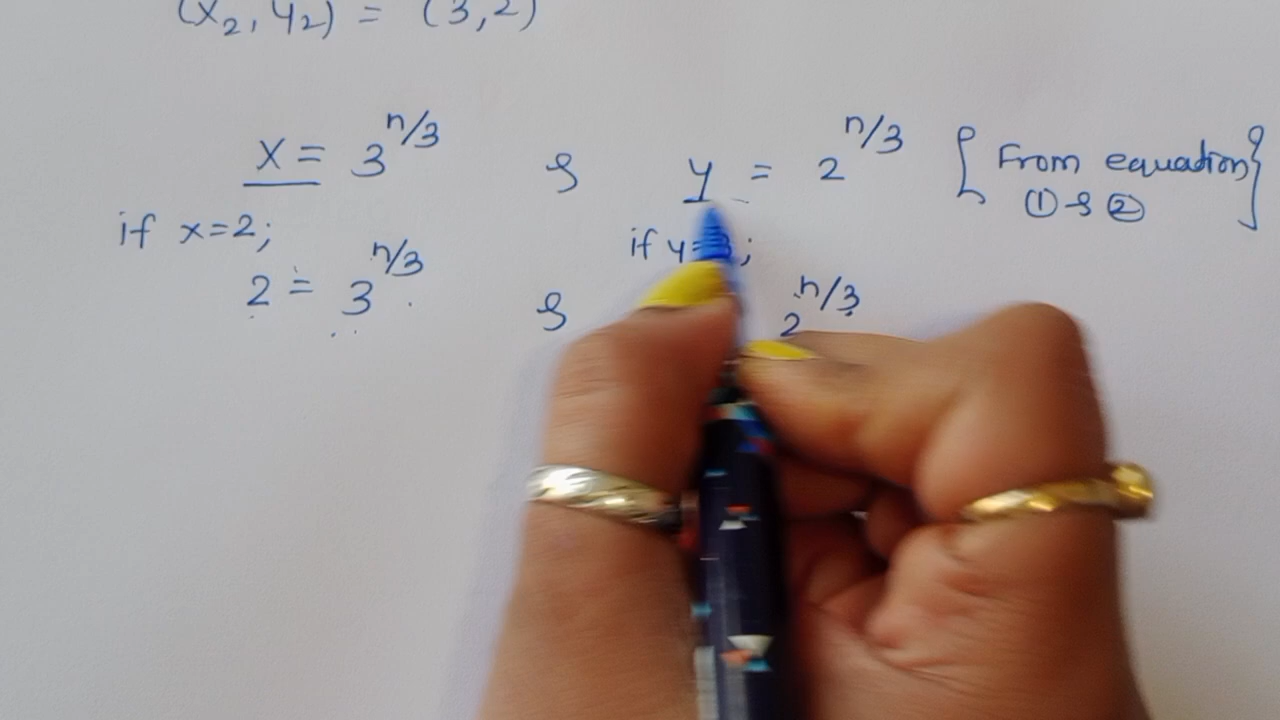 (x₂, y₂) = (3,2)
x = 3^n/3 & y = 2^n/3 { From equation ① & ② }
if x=2; if y=3;
2 = 3^n/3 & 2^n/3